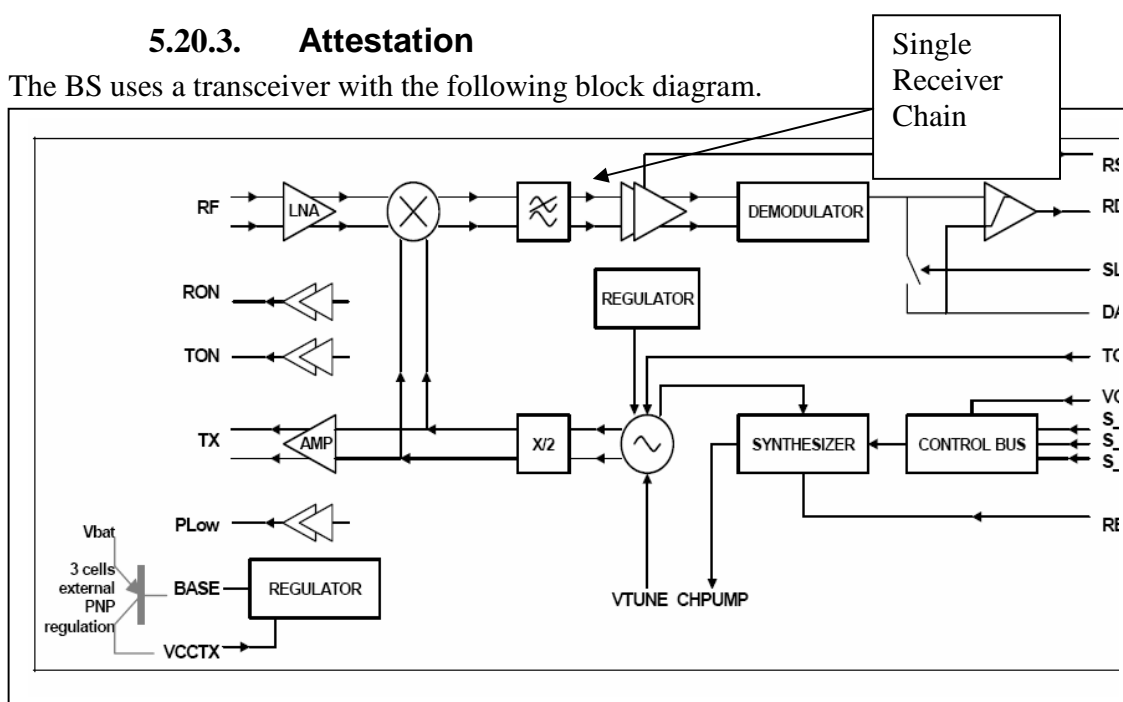 5.20.3. Attestation
Single
Receiver
Chain
The BS uses a transceiver with the following block diagram.
RF
LNA
DEMODULATOR
RON
REGULATOR
TON
TX
AMP
X/2
SYNTHESIZER
CONTROL BUS
PLow
Vbat
3 cells
external
PNP
regulation
BASE
REGULATOR
VTUNE CHPUMP
VCCTX